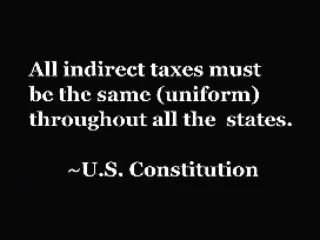 All indirect taxes must
be the same (uniform)
throughout all the states.
~U.S. Constitution